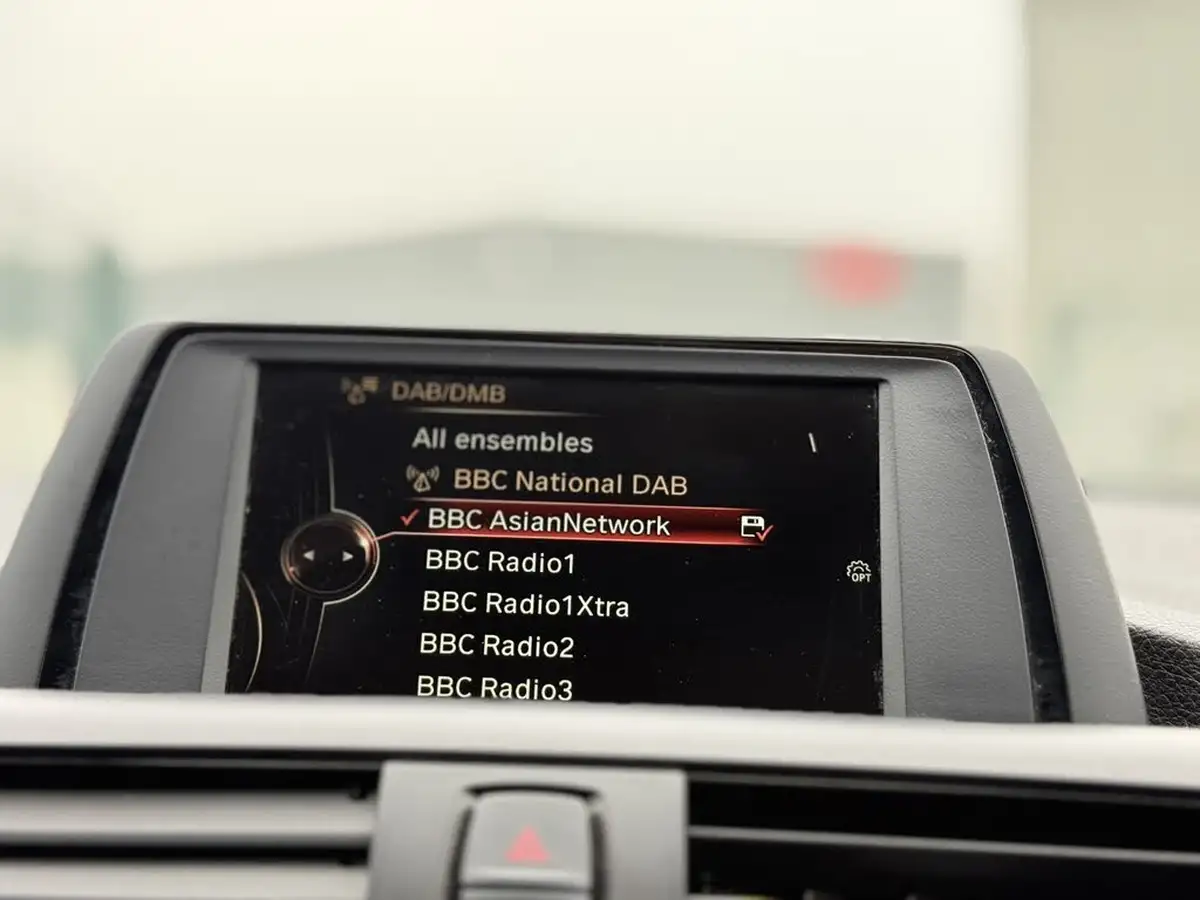 DAB/DMB
All ensembles
BBC National DAB
BBC AsianNetwork
BBC Radio1
OPT
BBC Radio1Xtra
BBC Radio2
BBC Radio3